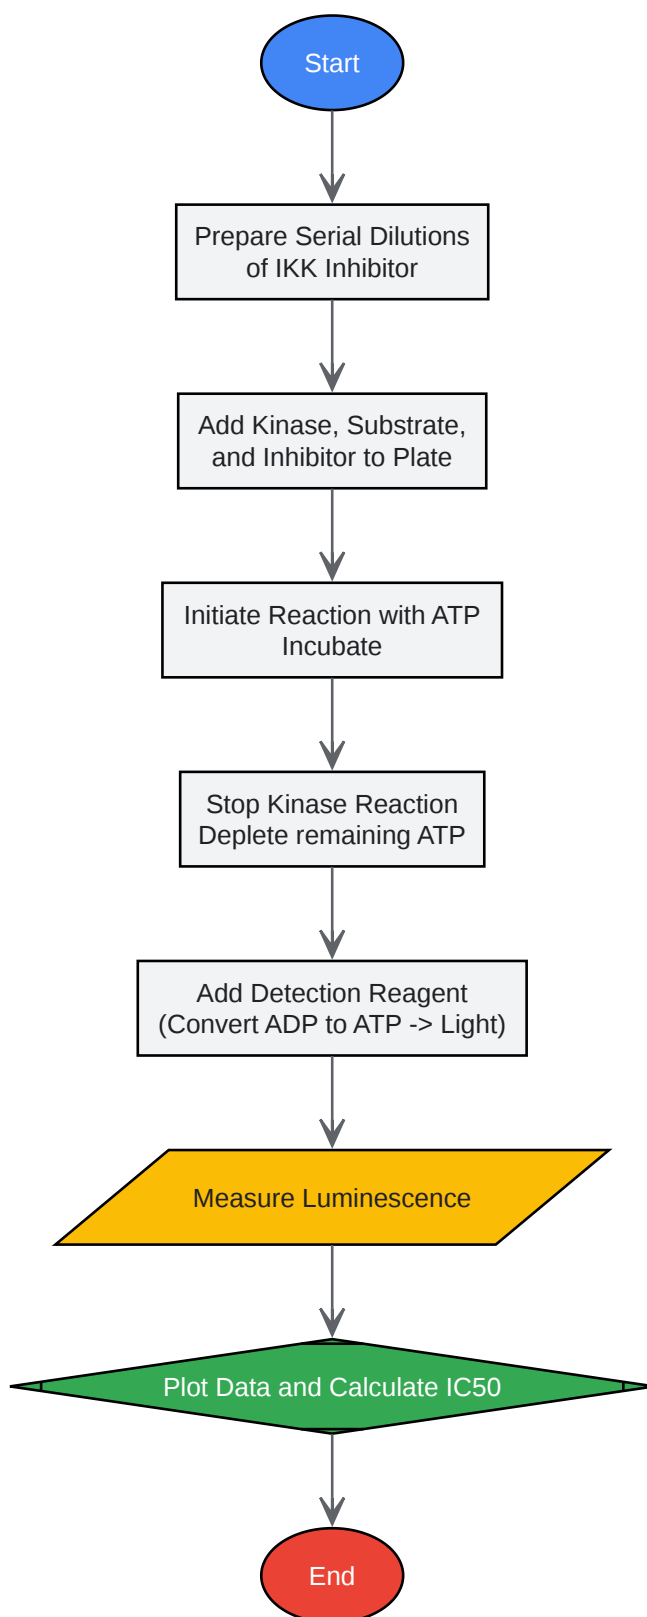 Start
Prepare Serial Dilutions
of IKK Inhibitor
Add Kinase, Substrate,
and Inhibitor to Plate
Initiate Reaction with ATP
Incubate
Stop Kinase Reaction
Deplete remaining ATP
Add Detection Reagent
(Convert ADP to ATP -> Light)
Measure Luminescence
Plot Data and Calculate IC50
End